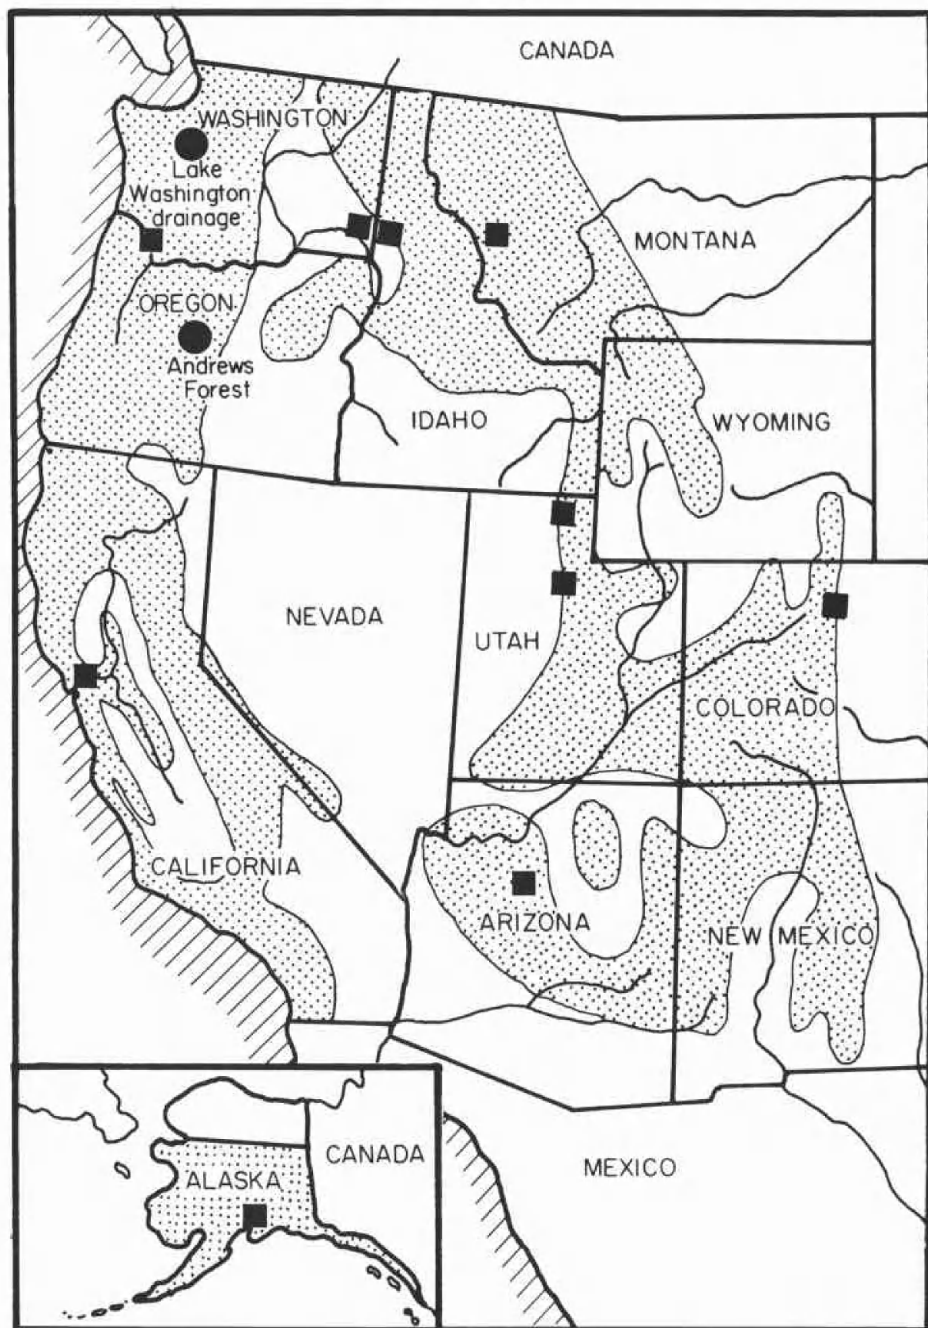 CANADA
WASHINGTON
Lake
Washington
drainage
MONTANA
OREGON
Andrews
Forest
IDAHO
WYOMING
NEVADA
UTAH
COLORADO
CALIFORNIA
ARIZONA
NEW MEXICO
CANADA
ALASKA
MEXICO